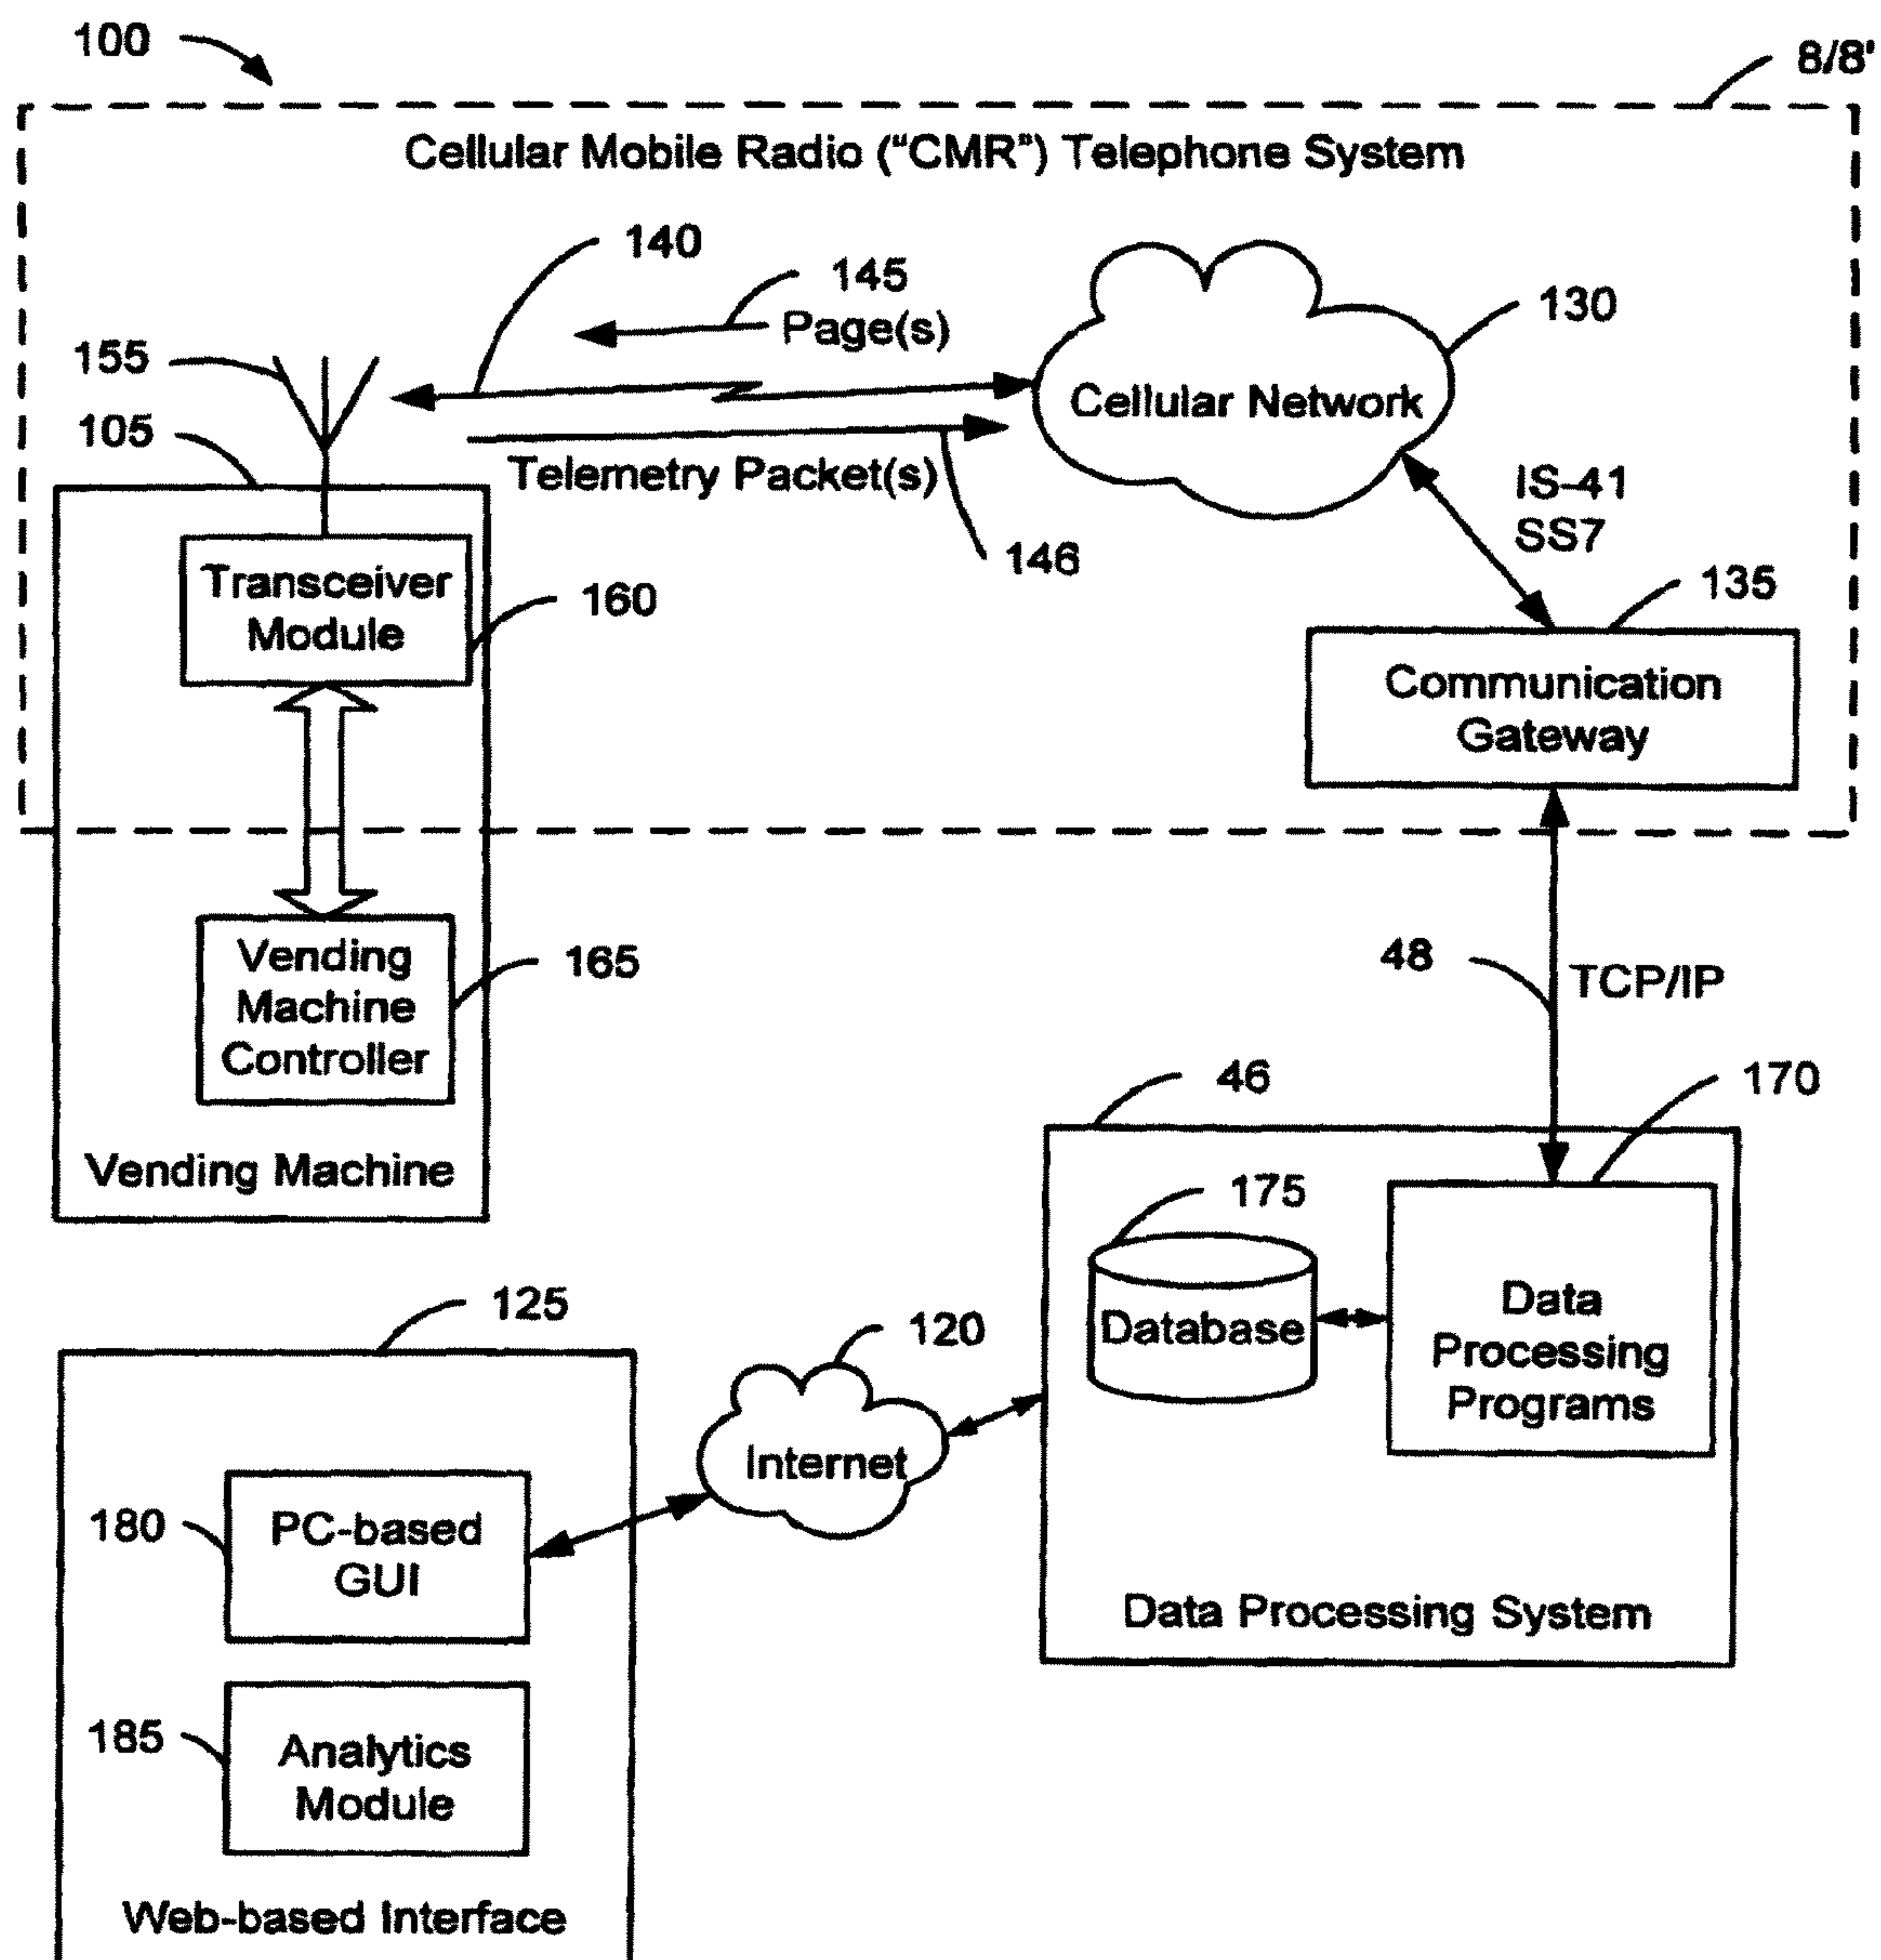 100
8/8'
Cellular Mobile Radio ("CMR") Telephone System
140
145
Page(s)
130
155
Cellular Network
105
Telemetry Packet(s)
IS-41
SS7
146
Transceiver
Module
160
135
Communication
Gateway
Vending
Machine
Controller
165
48
TCP/IP
46
170
Vending Machine
175
Database
Data
Processing
Programs
125
120
Internet
180
PC-based
GUI
Data Processing System
185
Analytics
Module
Web-based Interface